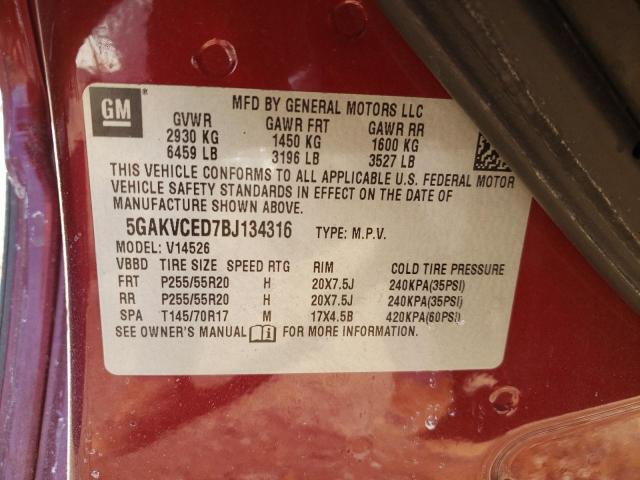 GM ®
MFD BY GENERAL MOTORS LLC
GVWR GAWR FRT GAWR RR
2930 KG 1450 KG 1600 KG
6459 LB 3196 LB 3527 LB
THIS VEHICLE CONFORMS TO ALL APPLICABLE U.S. FEDERAL MOTOR
VEHICLE SAFETY STANDARDS IN EFFECT ON THE DATE OF
MANUFACTURE SHOWN ABOVE.
5GAKVCED7BJ134316 TYPE: M.P.V.
MODEL: V14526
VBBD TIRE SIZE SPEED RTG RIM COLD TIRE PRESSURE
FRT P255/55R20 H 20X7.5J 240KPA(35PSI)
RR P255/55R20 H 20X7.5J 240KPA(35PSI)
SPA T145/70R17 M 17X4.5B 420KPA(60PSI)
SEE OWNER'S MANUAL FOR MORE INFORMATION.